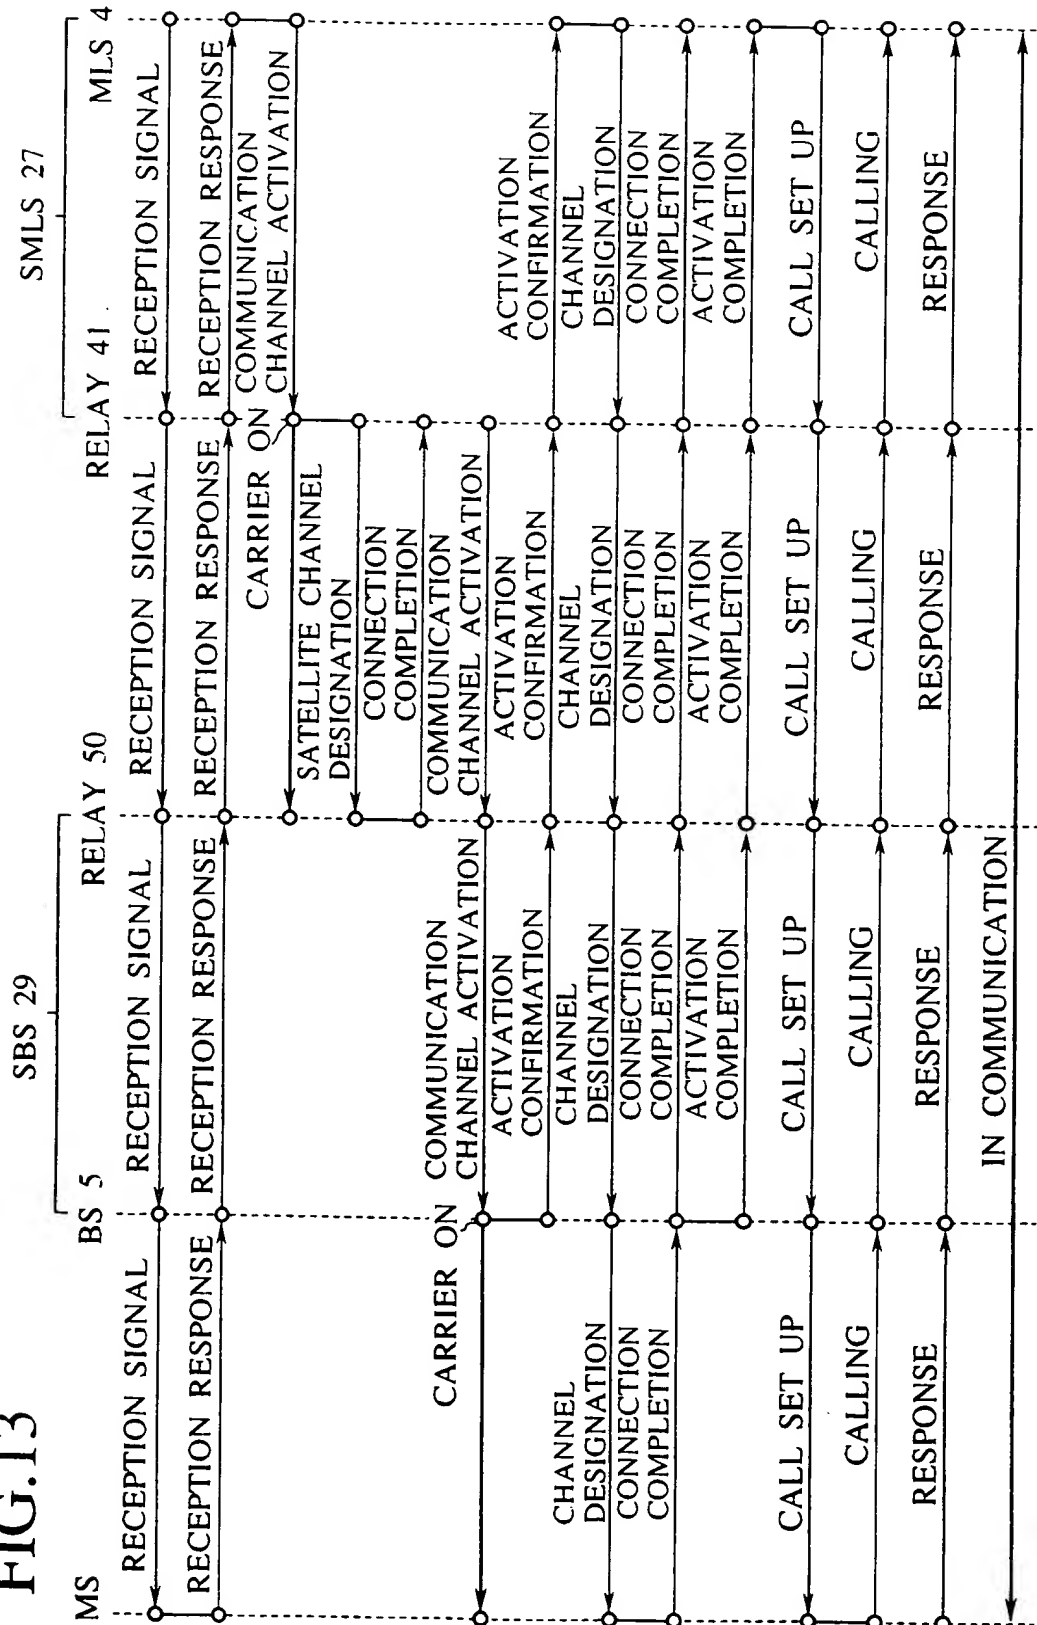 FIG.13
SBS 29
SMLS 27
MS
BS 5
RELAY 50
RELAY 41
MLS 4
RECEPTION SIGNAL
RECEPTION SIGNAL
RECEPTION SIGNAL
RECEPTION SIGNAL
RECEPTION RESPONSE
RECEPTION RESPONSE
RECEPTION RESPONSE
RECEPTION RESPONSE
CARRIER ON
COMMUNICATION
CHANNEL ACTIVATION
SATELLITE CHANNEL
DESIGNATION
CONNECTION
COMPLETION
CARRIER ON
COMMUNICATION
CHANNEL ACTIVATION
COMMUNICATION
CHANNEL ACTIVATION
ACTIVATION
CONFIRMATION
ACTIVATION
CONFIRMATION
ACTIVATION
CONFIRMATION
CHANNEL
DESIGNATION
CHANNEL
DESIGNATION
CHANNEL
DESIGNATION
CHANNEL
DESIGNATION
CONNECTION
COMPLETION
CONNECTION
COMPLETION
CONNECTION
COMPLETION
CONNECTION
COMPLETION
ACTIVATION
COMPLETION
ACTIVATION
COMPLETION
ACTIVATION
COMPLETION
CALL SET UP
CALL SET UP
CALL SET UP
CALL SET UP
CALLING
CALLING
CALLING
CALLING
RESPONSE
RESPONSE
RESPONSE
RESPONSE
IN COMMUNICATION